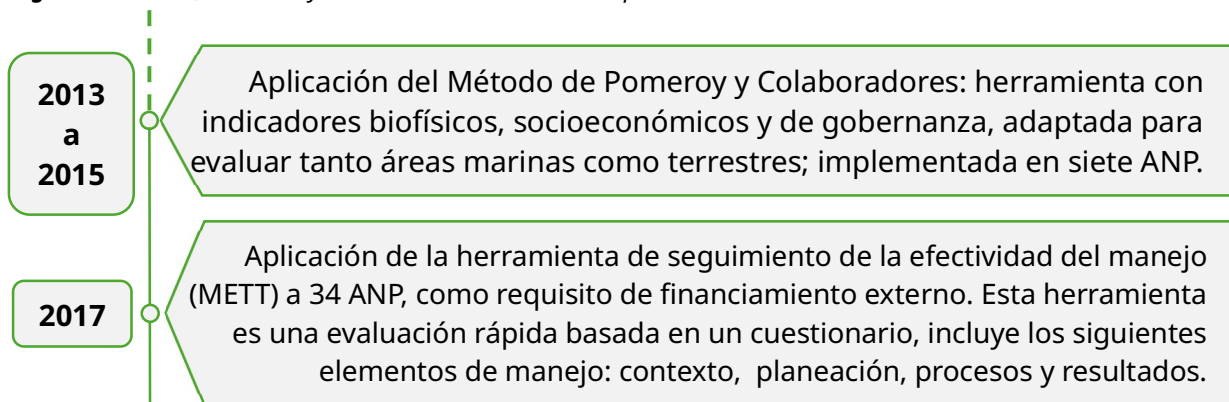 2013
a
2015
Aplicación del Método de Pomeroy y Colaboradores: herramienta con
indicadores biofísicos, socioeconómicos y de gobernanza, adaptada para
evaluar tanto áreas marinas como terrestres; implementada en siete ANP.
2017
Aplicación de la herramienta de seguimiento de la efectividad del manejo
(METT) a 34 ANP, como requisito de financiamiento externo. Esta herramienta
es una evaluación rápida basada en un cuestionario, incluye los siguientes
elementos de manejo: contexto, planeación, procesos y resultados.